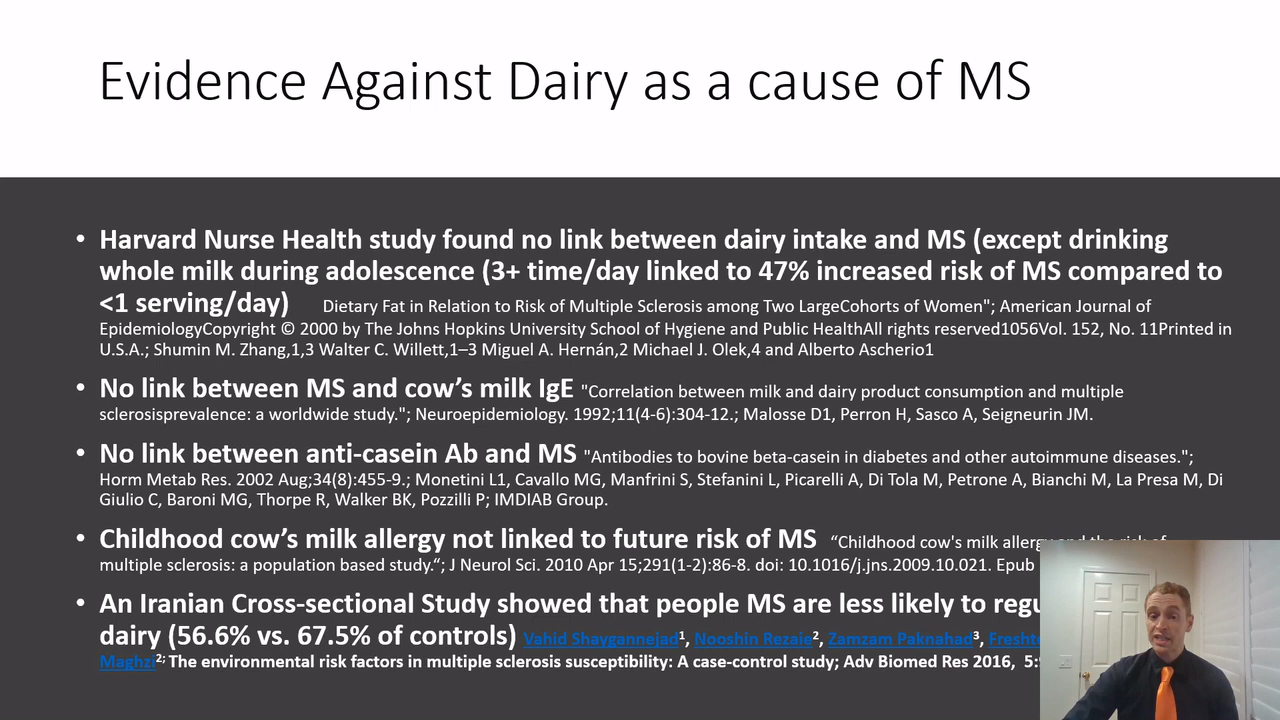 Evidence Against Dairy as a cause of MS
• Harvard Nurse Health study found no link between dairy intake and MS (except drinking
whole milk during adolescence (3+ time/day linked to 47% increased risk of MS compared to
<1 serving/day) Dietary Fat in Relation to Risk of Multiple Sclerosis among Two LargeCohorts of Women"; American Journal of
EpidemiologyCopyright © 2000 by The Johns Hopkins University School of Hygiene and Public HealthAll rights reserved1056Vol. 152, No. 11Printed in
U.S.A.; Shumin M. Zhang,1,3 Walter C. Willett,1–3 Miguel A. Hernán,2 Michael J. Olek,4 and Alberto Ascherio1
• No link between MS and cow’s milk IgE "Correlation between milk and dairy product consumption and multiple
sclerosisprevalence: a worldwide study."; Neuroepidemiology. 1992;11(4-6):304-12.; Malosse D1, Perron H, Sasco A, Seigneurin JM.
• No link between anti-casein Ab and MS "Antibodies to bovine beta-casein in diabetes and other autoimmune diseases.";
Horm Metab Res. 2002 Aug;34(8):455-9.; Monetini L1, Cavallo MG, Manfrini S, Stefanini L, Picarelli A, Di Tola M, Petrone A, Bianchi M, La Presa M, Di
Giulio C, Baroni MG, Thorpe R, Walker BK, Pozzilli P; IMDIAB Group.
• Childhood cow’s milk allergy not linked to future risk of MS “Childhood cow's milk allergy and the risk of
multiple sclerosis: a population based study.“; J Neurol Sci. 2010 Apr 15;291(1-2):86-8. doi: 10.1016/j.jns.2009.10.021. Epub
• An Iranian Cross-sectional Study showed that people MS are less likely to
dairy (56.6% vs. 67.5% of controls) Vahid Shaygannejad1, Nooshin Rezaie2, Zamzam Paknahad3,
Maghzi2; The environmental risk factors in multiple sclerosis susceptibility: A case-control study; Adv Biomed Res 2016,